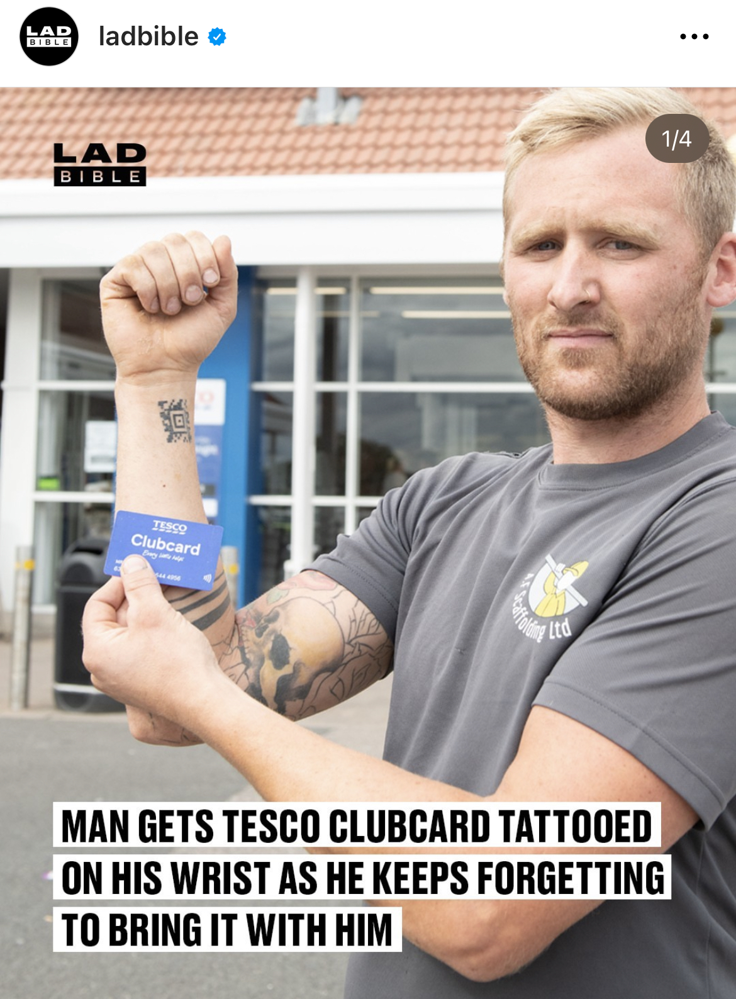 LAD
BIBLE
ladbible
1/4
LAD
BIBLE
TESCO
Clubcard
Every little helps
644 4956
A.F. Scaffolding Ltd
MAN GETS TESCO CLUBCARD TATTOOED
ON HIS WRIST AS HE KEEPS FORGETTING
TO BRING IT WITH HIM